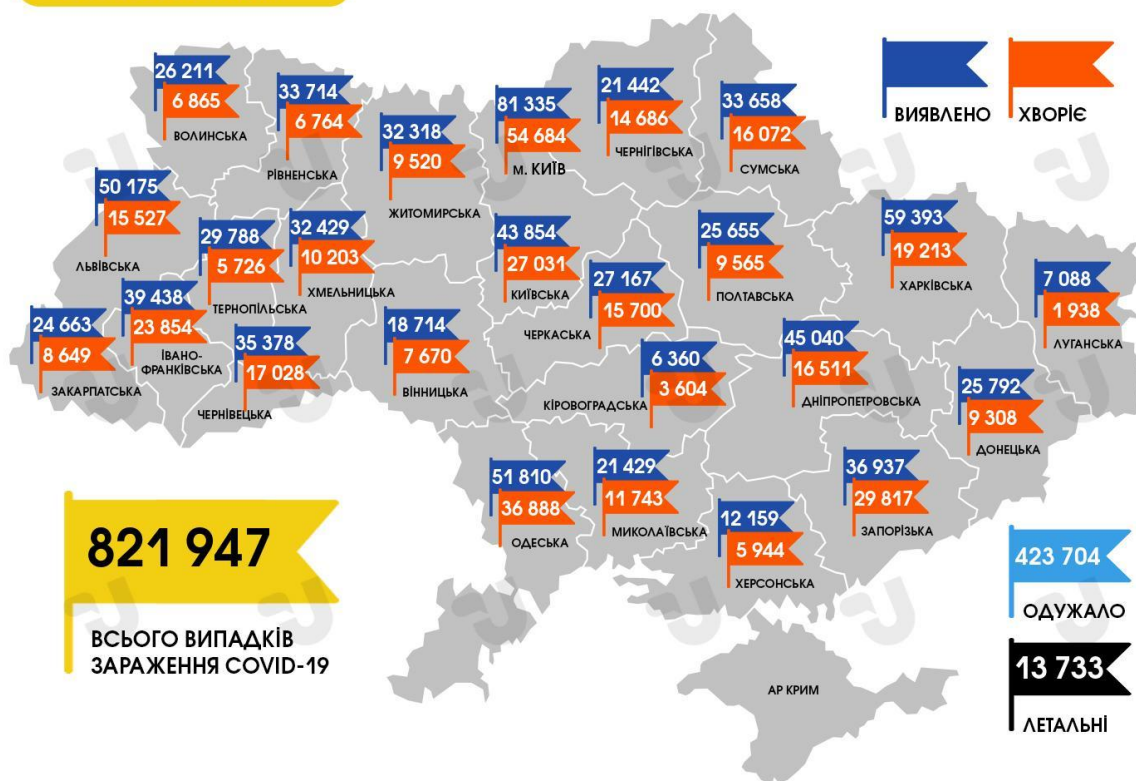 26 211
6 865
ВОЛИНСЬКА
33 714
6 764
РІВНЕНСЬКА
32 318
9 520
ЖИТОМИРСЬКА
81 335
54 684
М. КИЇВ
21 442
14 686
ЧЕРНІГІВСЬКА
33 658
16 072
СУМСЬКА
ВИЯВЛЕНО
ХВОРІЄ
50 175
15 527
ЛЬВІВСЬКА
29 788
5 726
ТЕРНОПІЛЬСЬКА
32 429
10 203
ХМЕЛЬНИЦЬКА
43 854
27 031
КИЇВСЬКА
27 167
15 700
ЧЕРКАСЬКА
25 655
9 565
ПОЛТАВСЬКА
59 393
19 213
ХАРКІВСЬКА
7 088
1 938
ЛУГАНСЬКА
24 663
8 649
ЗАКАРПАТСЬКА
39 438
23 854
ІВАНО-
ФРАНКІВСЬКА
35 378
17 028
ЧЕРНІВЕЦЬКА
18 714
7 670
ВІННИЦЬКА
6 360
3 604
КІРОВОГРАДСЬКА
45 040
16 511
ДНІПРОПЕТРОВСЬКА
25 792
9 308
ДОНЕЦЬКА
51 810
36 888
ОДЕСЬКА
21 429
11 743
МИКОЛАЇВСЬКА
12 159
5 944
ХЕРСОНСЬКА
36 937
29 817
ЗАПОРІЗЬКА
821 947
ВСЬОГО ВИПАДКІВ
ЗАРАЖЕННЯ COVID-19
423 704
ОДУЖАЛО
13 733
ЛЕТАЛЬНІ
АР КРИМ